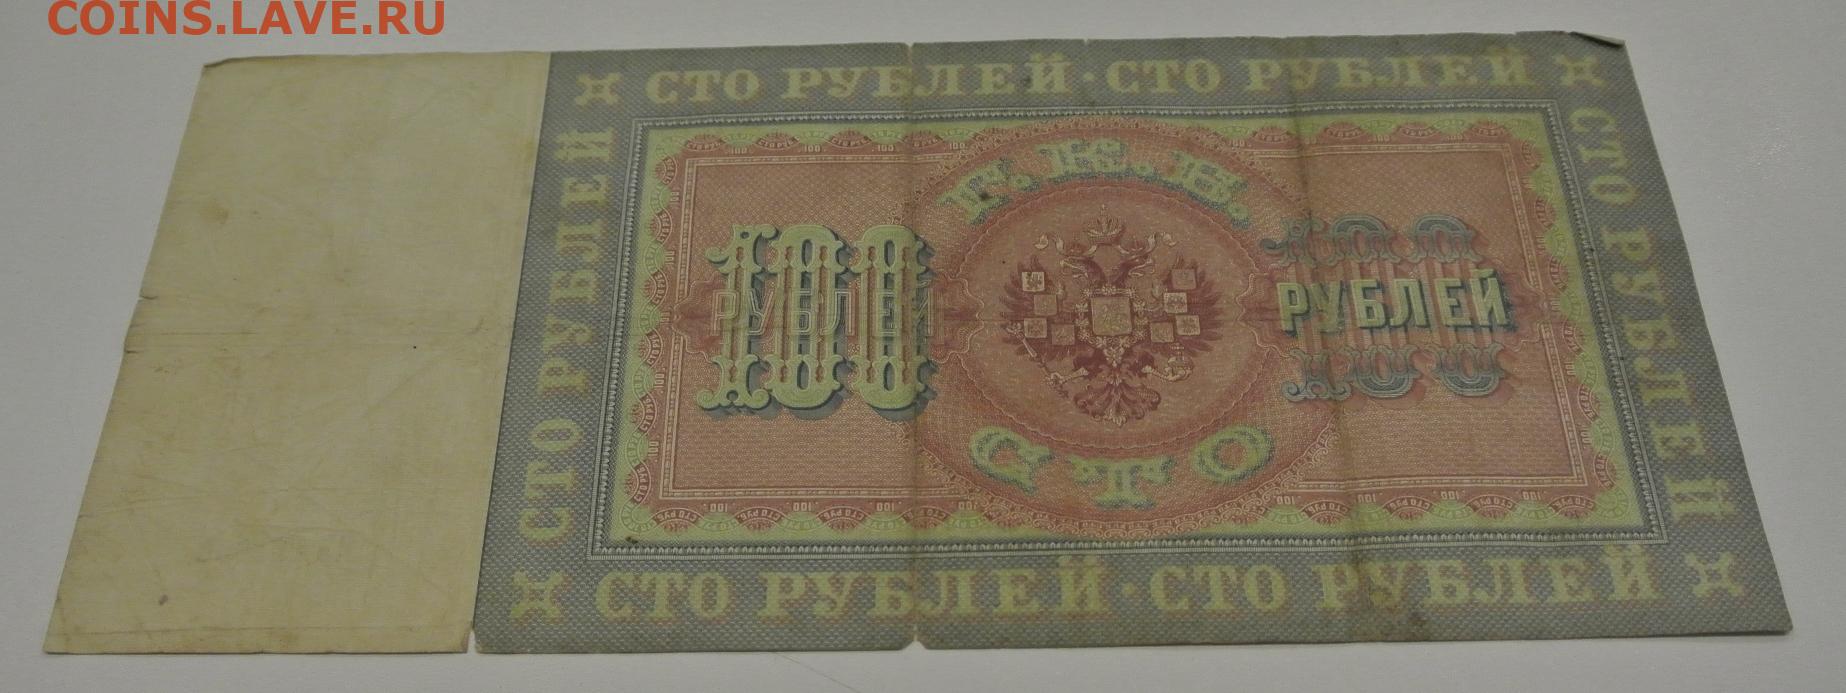 COINS.LAVE.RU
СТО РУБЛЕЙ · СТО РУБЛЕЙ
СТО РУБЛЕЙ
Г. К. Б.
100
РУБЛЕЙ
100
РУБЛЕЙ
СТО
СТО РУБЛЕЙ
СТО РУБЛЕЙ · СТО РУБЛЕЙ